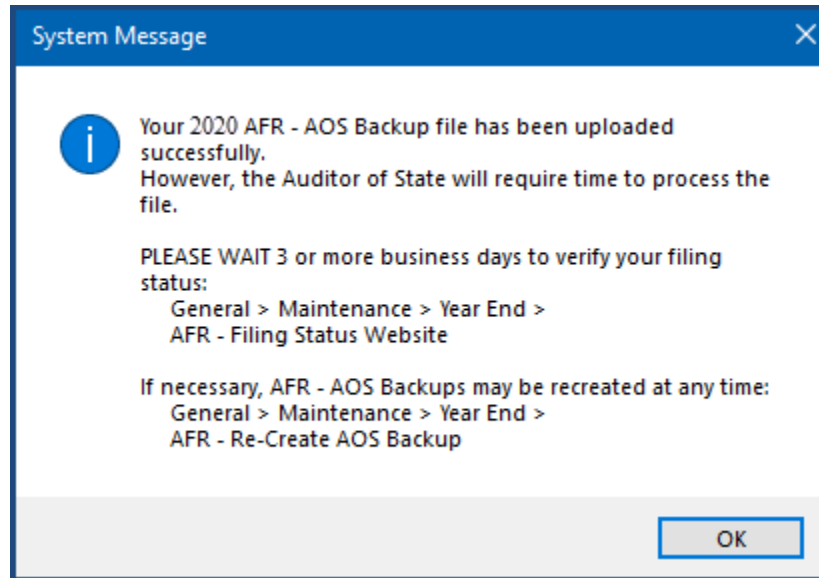 System Message
Your 2020 AFR - AOS Backup file has been uploaded
successfully.
However, the Auditor of State will require time to process the
file.
PLEASE WAIT 3 or more business days to verify your filing
status:
General > Maintenance > Year End >
AFR - Filing Status Website
If necessary, AFR - AOS Backups may be recreated at any time:
General > Maintenance > Year End >
AFR - Re-Create AOS Backup
OK